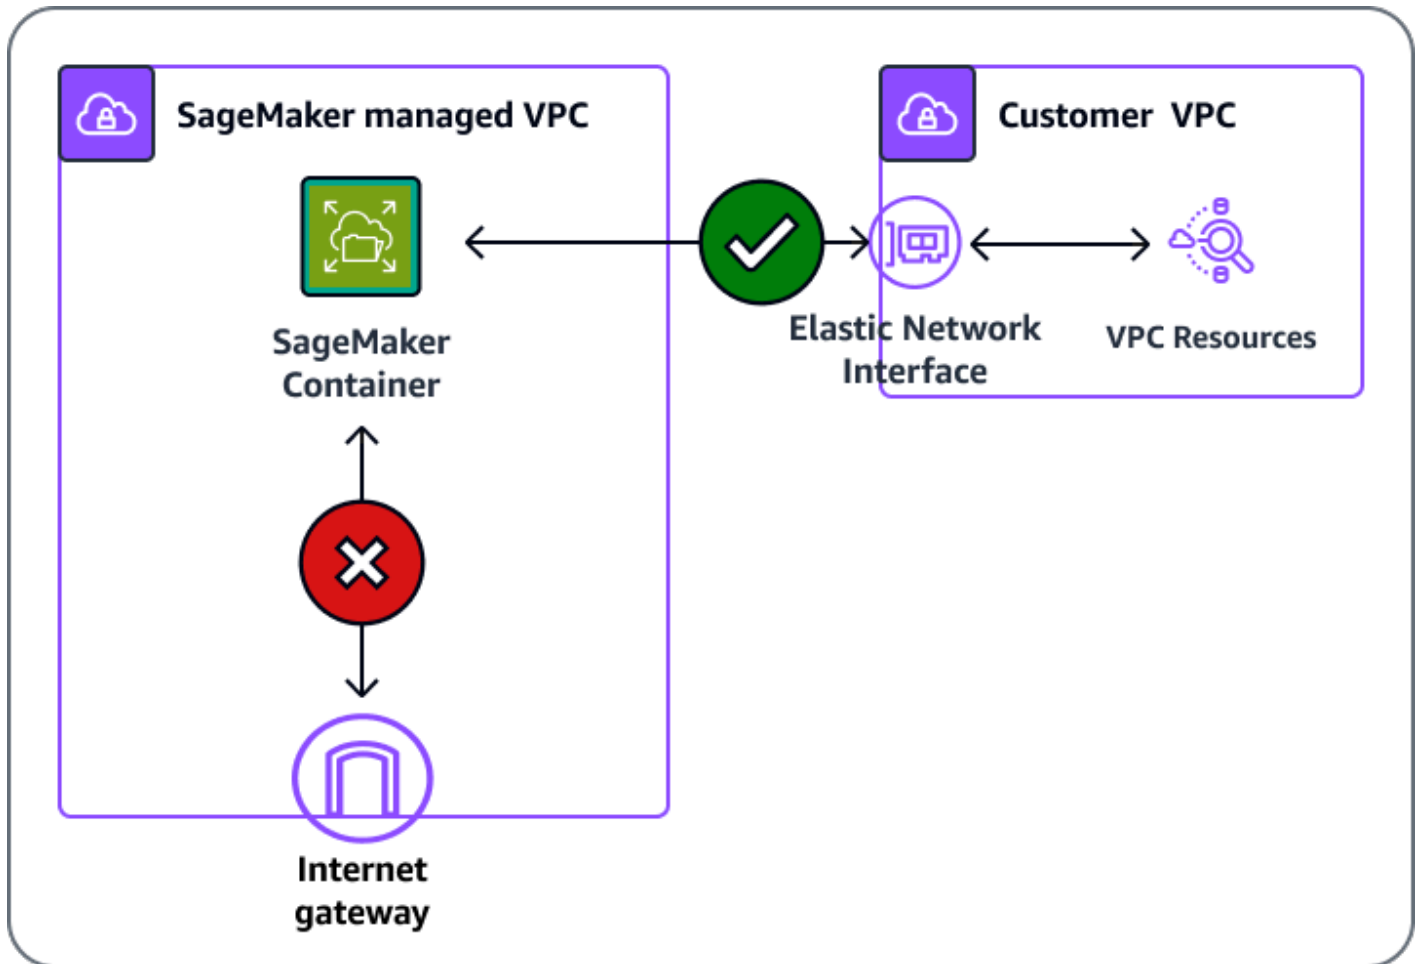 SageMaker managed VPC
Customer VPC
SageMaker
Container
Elastic Network
Interface
VPC Resources
Internet
gateway